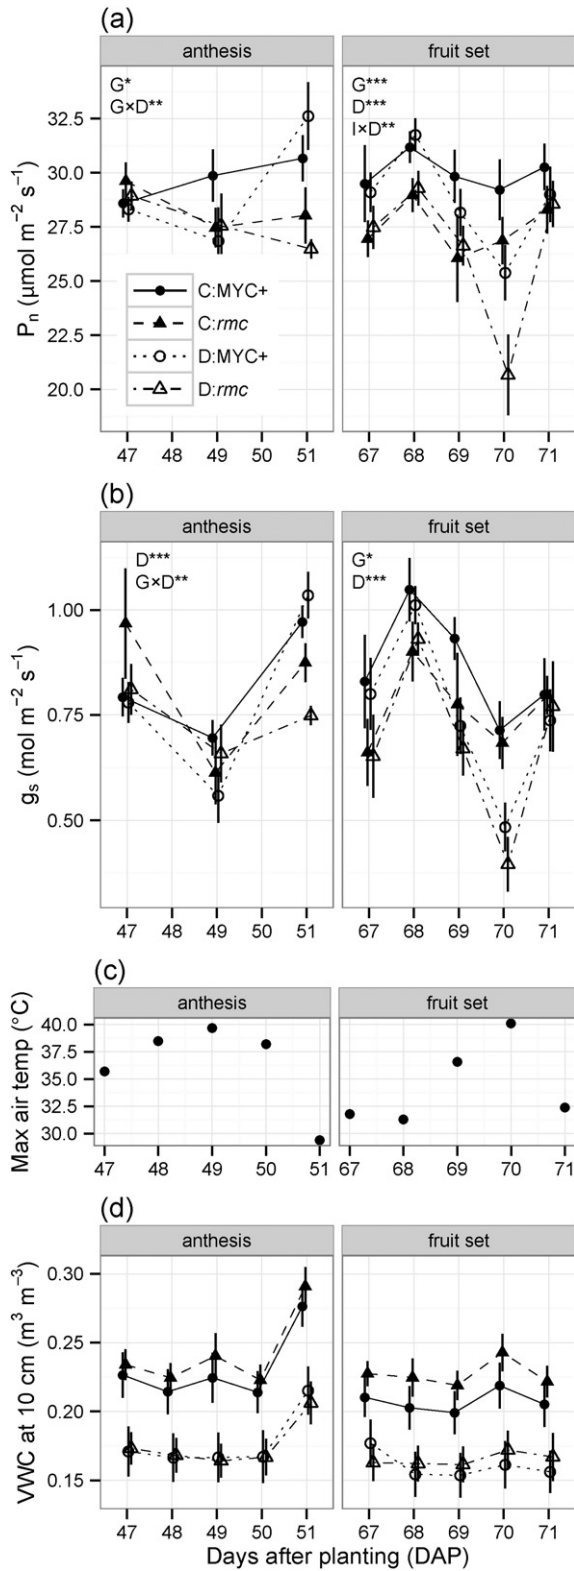 (a)
anthesis
fruit set
G*
G×D**
G***
D***
I×D**
32.5
30.0
27.5
25.0
22.5
20.0
Pn (µmol m−2 s−1)
C:MYC+
C:rmc
D:MYC+
D:rmc
47 48 49 50 51
67 68 69 70 71
(b)
anthesis
fruit set
D***
G×D**
G*
D***
1.00
0.75
0.50
gs (mol m−2 s−1)
47 48 49 50 51
67 68 69 70 71
(c)
anthesis
fruit set
40.0
37.5
35.0
32.5
30.0
Max air temp (°C)
47 48 49 50 51
67 68 69 70 71
(d)
anthesis
fruit set
0.30
0.25
0.20
0.15
VWC at 10 cm (m3 m−3)
47 48 49 50 51
67 68 69 70 71
Days after planting (DAP)